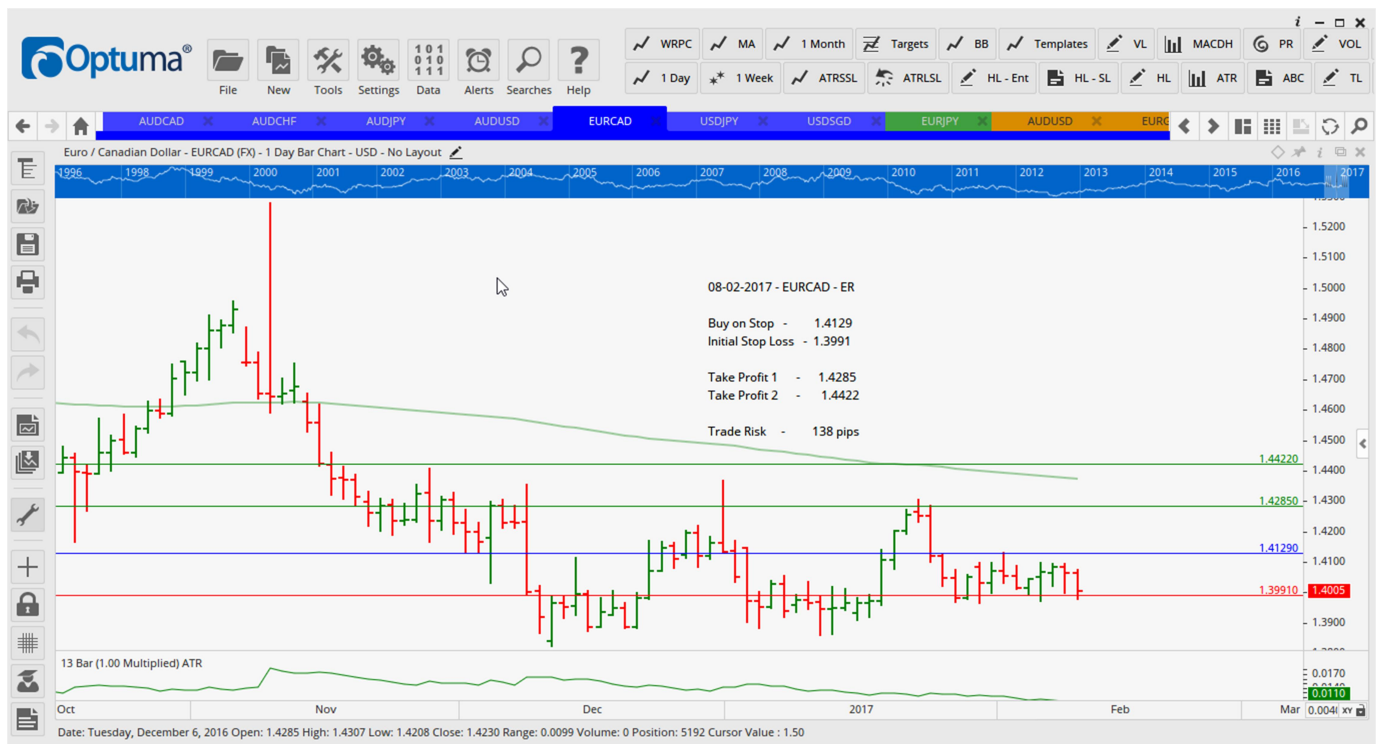 i
Optuma®
File New Tools Settings Data Alerts Searches Help
WRPC MA 1 Month Targets BB Templates VL MACDH PR VOL
1 Day 1 Week ATRSSL ATRLSL HL - Ent HL - SL HL ATR ABC TL
101
010
111
AUDCAD AUDCHF AUDJPY AUDUSD EURCAD USDJPY USDSGD EURJPY AUDUSD EURG
Euro / Canadian Dollar - EURCAD (FX) - 1 Day Bar Chart - USD - No Layout
1996 1998 1999 2000 2001 2002 2003 2004 2005 2006 2007 2008 2009 2010 2011 2012 2013 2014 2015 2016 2017
1.5200
1.5100
08-02-2017 - EURCAD - ER
1.5000
1.4900
Buy on Stop - 1.4129
Initial Stop Loss - 1.3991
1.4800
Take Profit 1 - 1.4285
1.4700
Take Profit 2 - 1.4422
1.4600
Trade Risk - 138 pips
1.4500
1.44220
1.4400
1.42850
1.4300
1.4200
1.41290
1.4100
1.39910
1.4005
1.3900
13 Bar (1.00 Multiplied) ATR
0.0170
0.0110
Oct Nov Dec 2017 Feb Mar
XY
Date: Tuesday, December 6, 2016 Open: 1.4285 High: 1.4307 Low: 1.4208 Close: 1.4230 Range: 0.0099 Volume: 0 Position: 5192 Cursor Value : 1.50